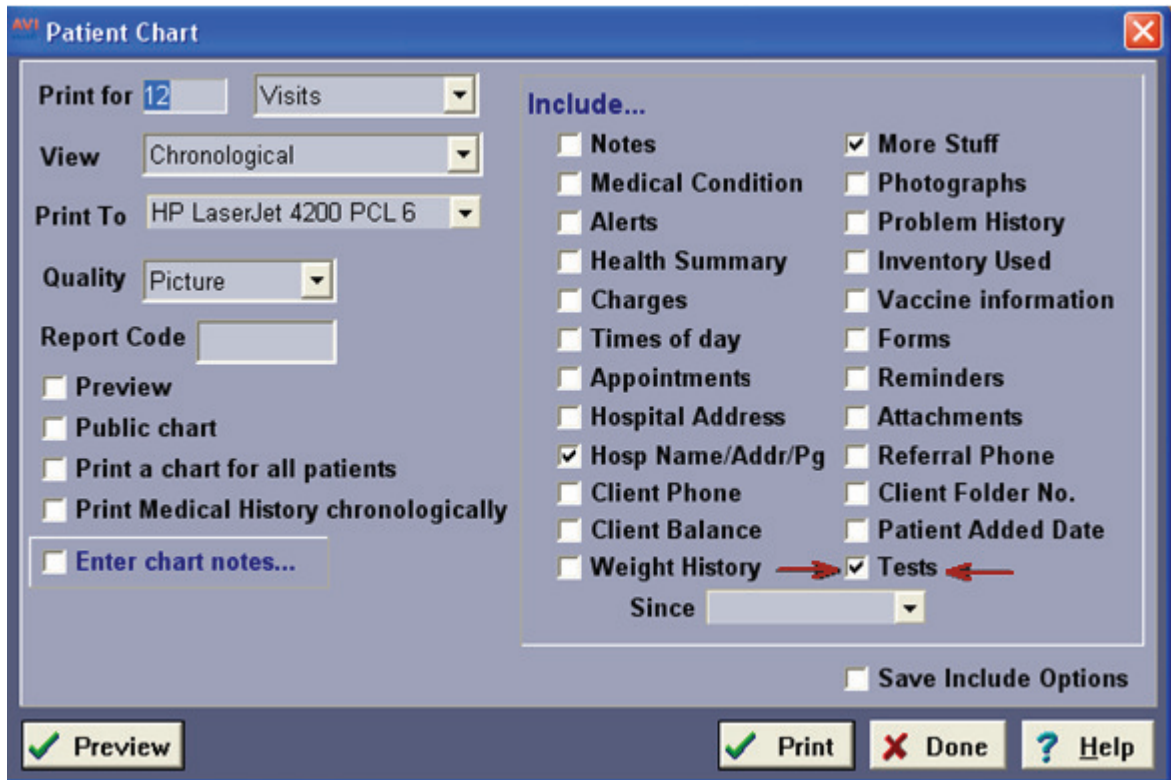 AVI Patient Chart
Print for 12 Visits
View Chronological
Print To HP LaserJet 4200 PCL 6
Quality Picture
Report Code
Preview
Public chart
Print a chart for all patients
Print Medical History chronologically
Enter chart notes...
Include...
Notes
Medical Condition
Alerts
Health Summary
Charges
Times of day
Appointments
Hospital Address
Hosp Name/Addr/Pg
Client Phone
Client Balance
Weight History
More Stuff
Photographs
Problem History
Inventory Used
Vaccine information
Forms
Reminders
Attachments
Referral Phone
Client Folder No.
Patient Added Date
Tests
Since
Save Include Options
Preview
Print
Done
Help